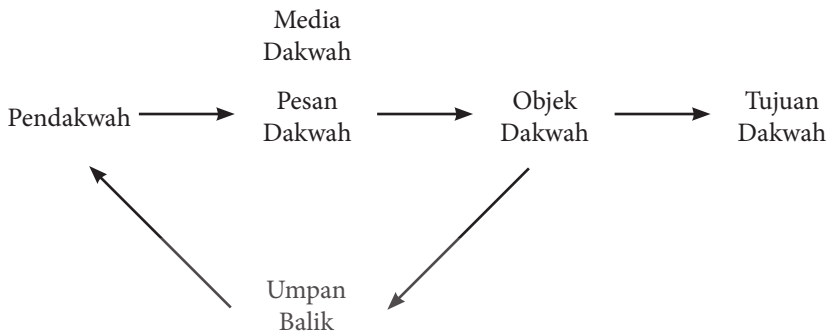 Media
Dakwah
Pendakwah
Pesan
Dakwah
Objek
Dakwah
Tujuan
Dakwah
Umpan
Balik